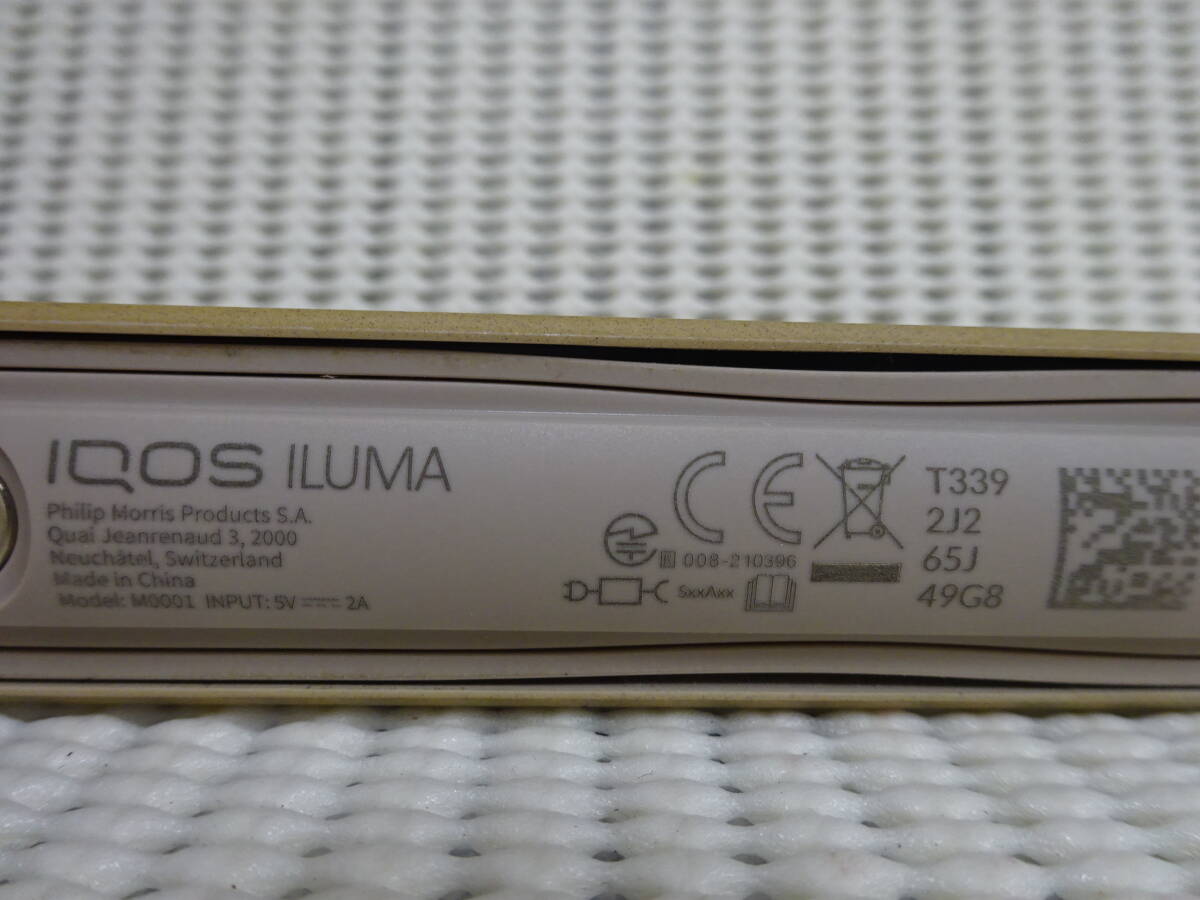 IQOS ILUMA
Philip Morris Products S.A.
Quai Jeanrenaud 3, 2000
Neuchâtel, Switzerland
Made in China
Model: M0001 INPUT: 5V ⎓ 2A
CE
R 008-210396
SxxAxx
T339
2J2
65J
49G8